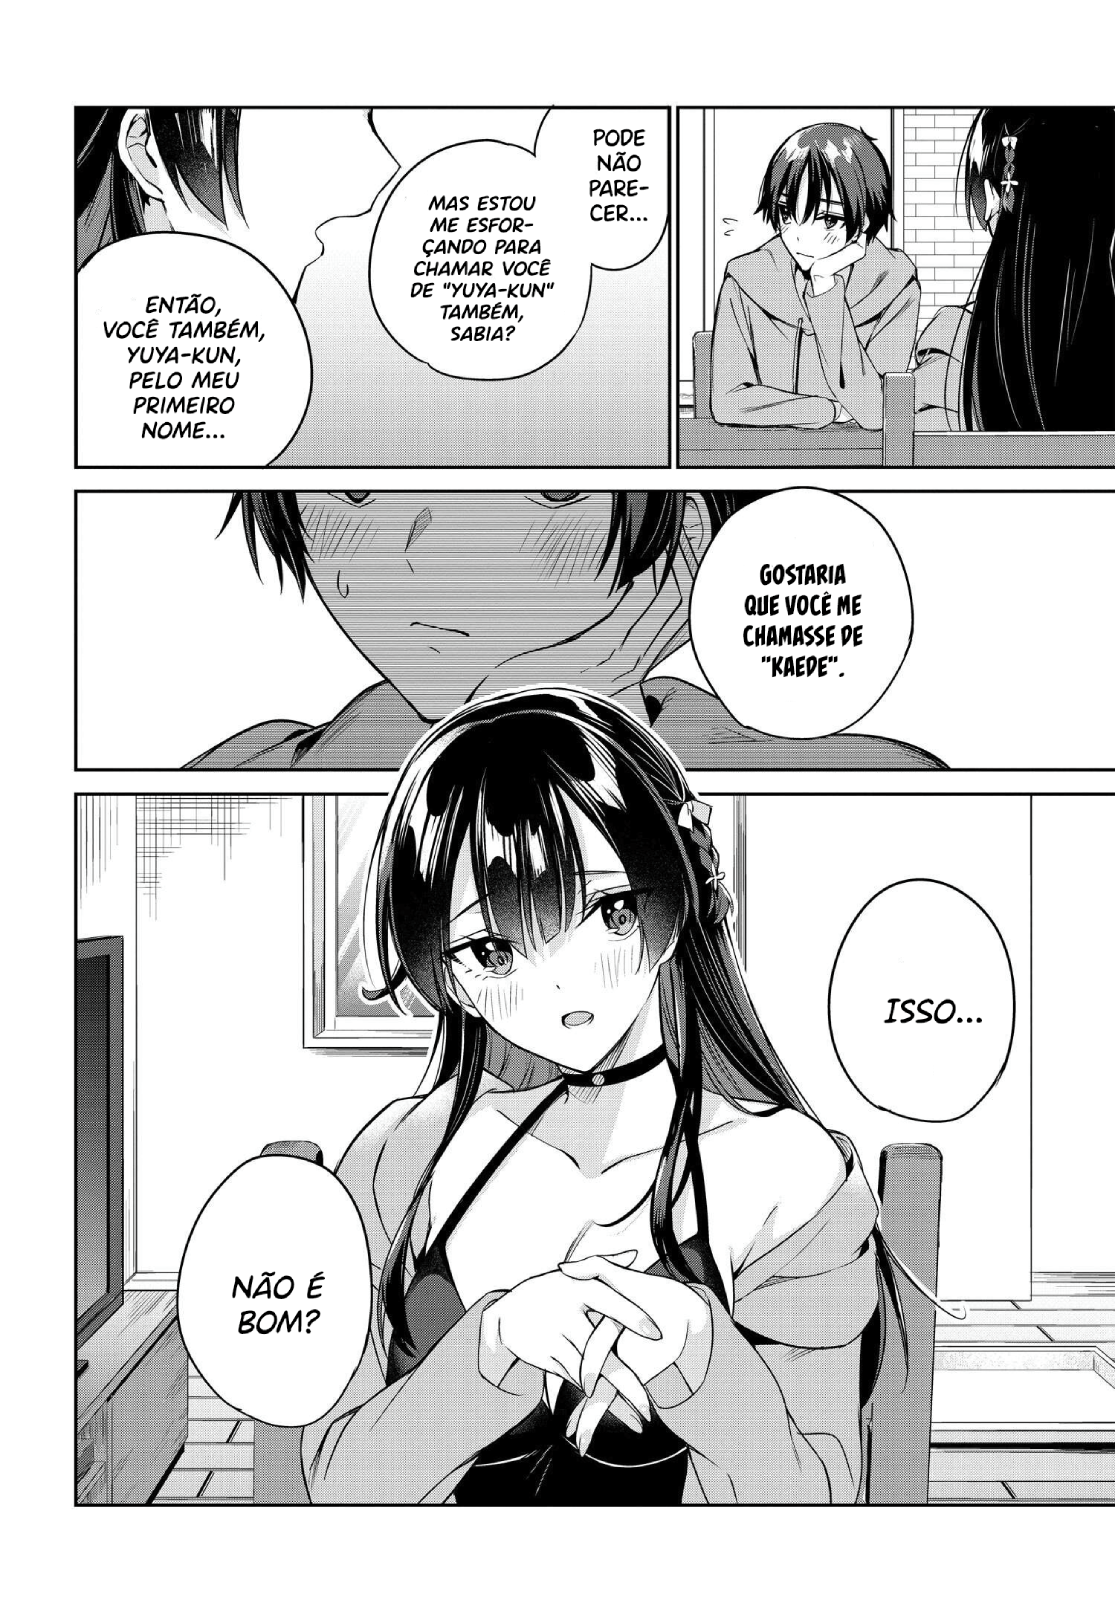 PODE
NÃO
PARE-
CER...
MAS ESTOU
ME ESFOR-
ÇANDO PARA
CHAMAR VOCÊ
DE "YUYA-KUN"
TAMBÉM,
SABIA?
ENTÃO,
VOCÊ TAMBÉM,
YUYA-KUN,
PELO MEU
PRIMEIRO
NOME...
GOSTARIA
QUE VOCÊ ME
CHAMASSE DE
"KAEDE".
ISSO...
NÃO É
BOM?